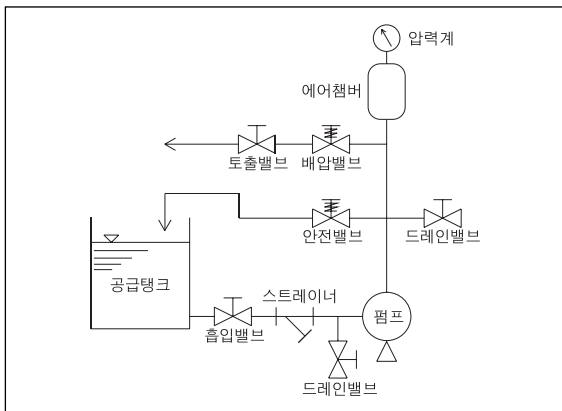 압력계
에어챔버
토출밸브
배압밸브
안전밸브
드레인밸브
공급탱크
스트레이너
흡입밸브
펌프
드레인밸브